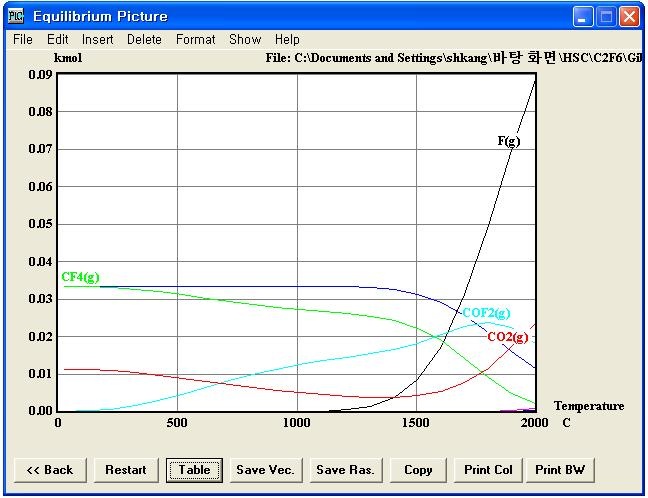 PIC Equilibrium Picture
File Edit Insert Delete Format Show Help
kmol File: C:\Documents and Settings\shkang\바탕 화면\HSC\C2F6\Gil
0.09
0.08
F(g)
0.07
0.06
0.05
0.04
CF4(g)
0.03
COF2(g)
0.02
CO2(g)
0.01
0.00
Temperature
0 500 1000 1500 2000 C
<< Back Restart Table Save Vec. Save Ras. Copy Print Col Print BW